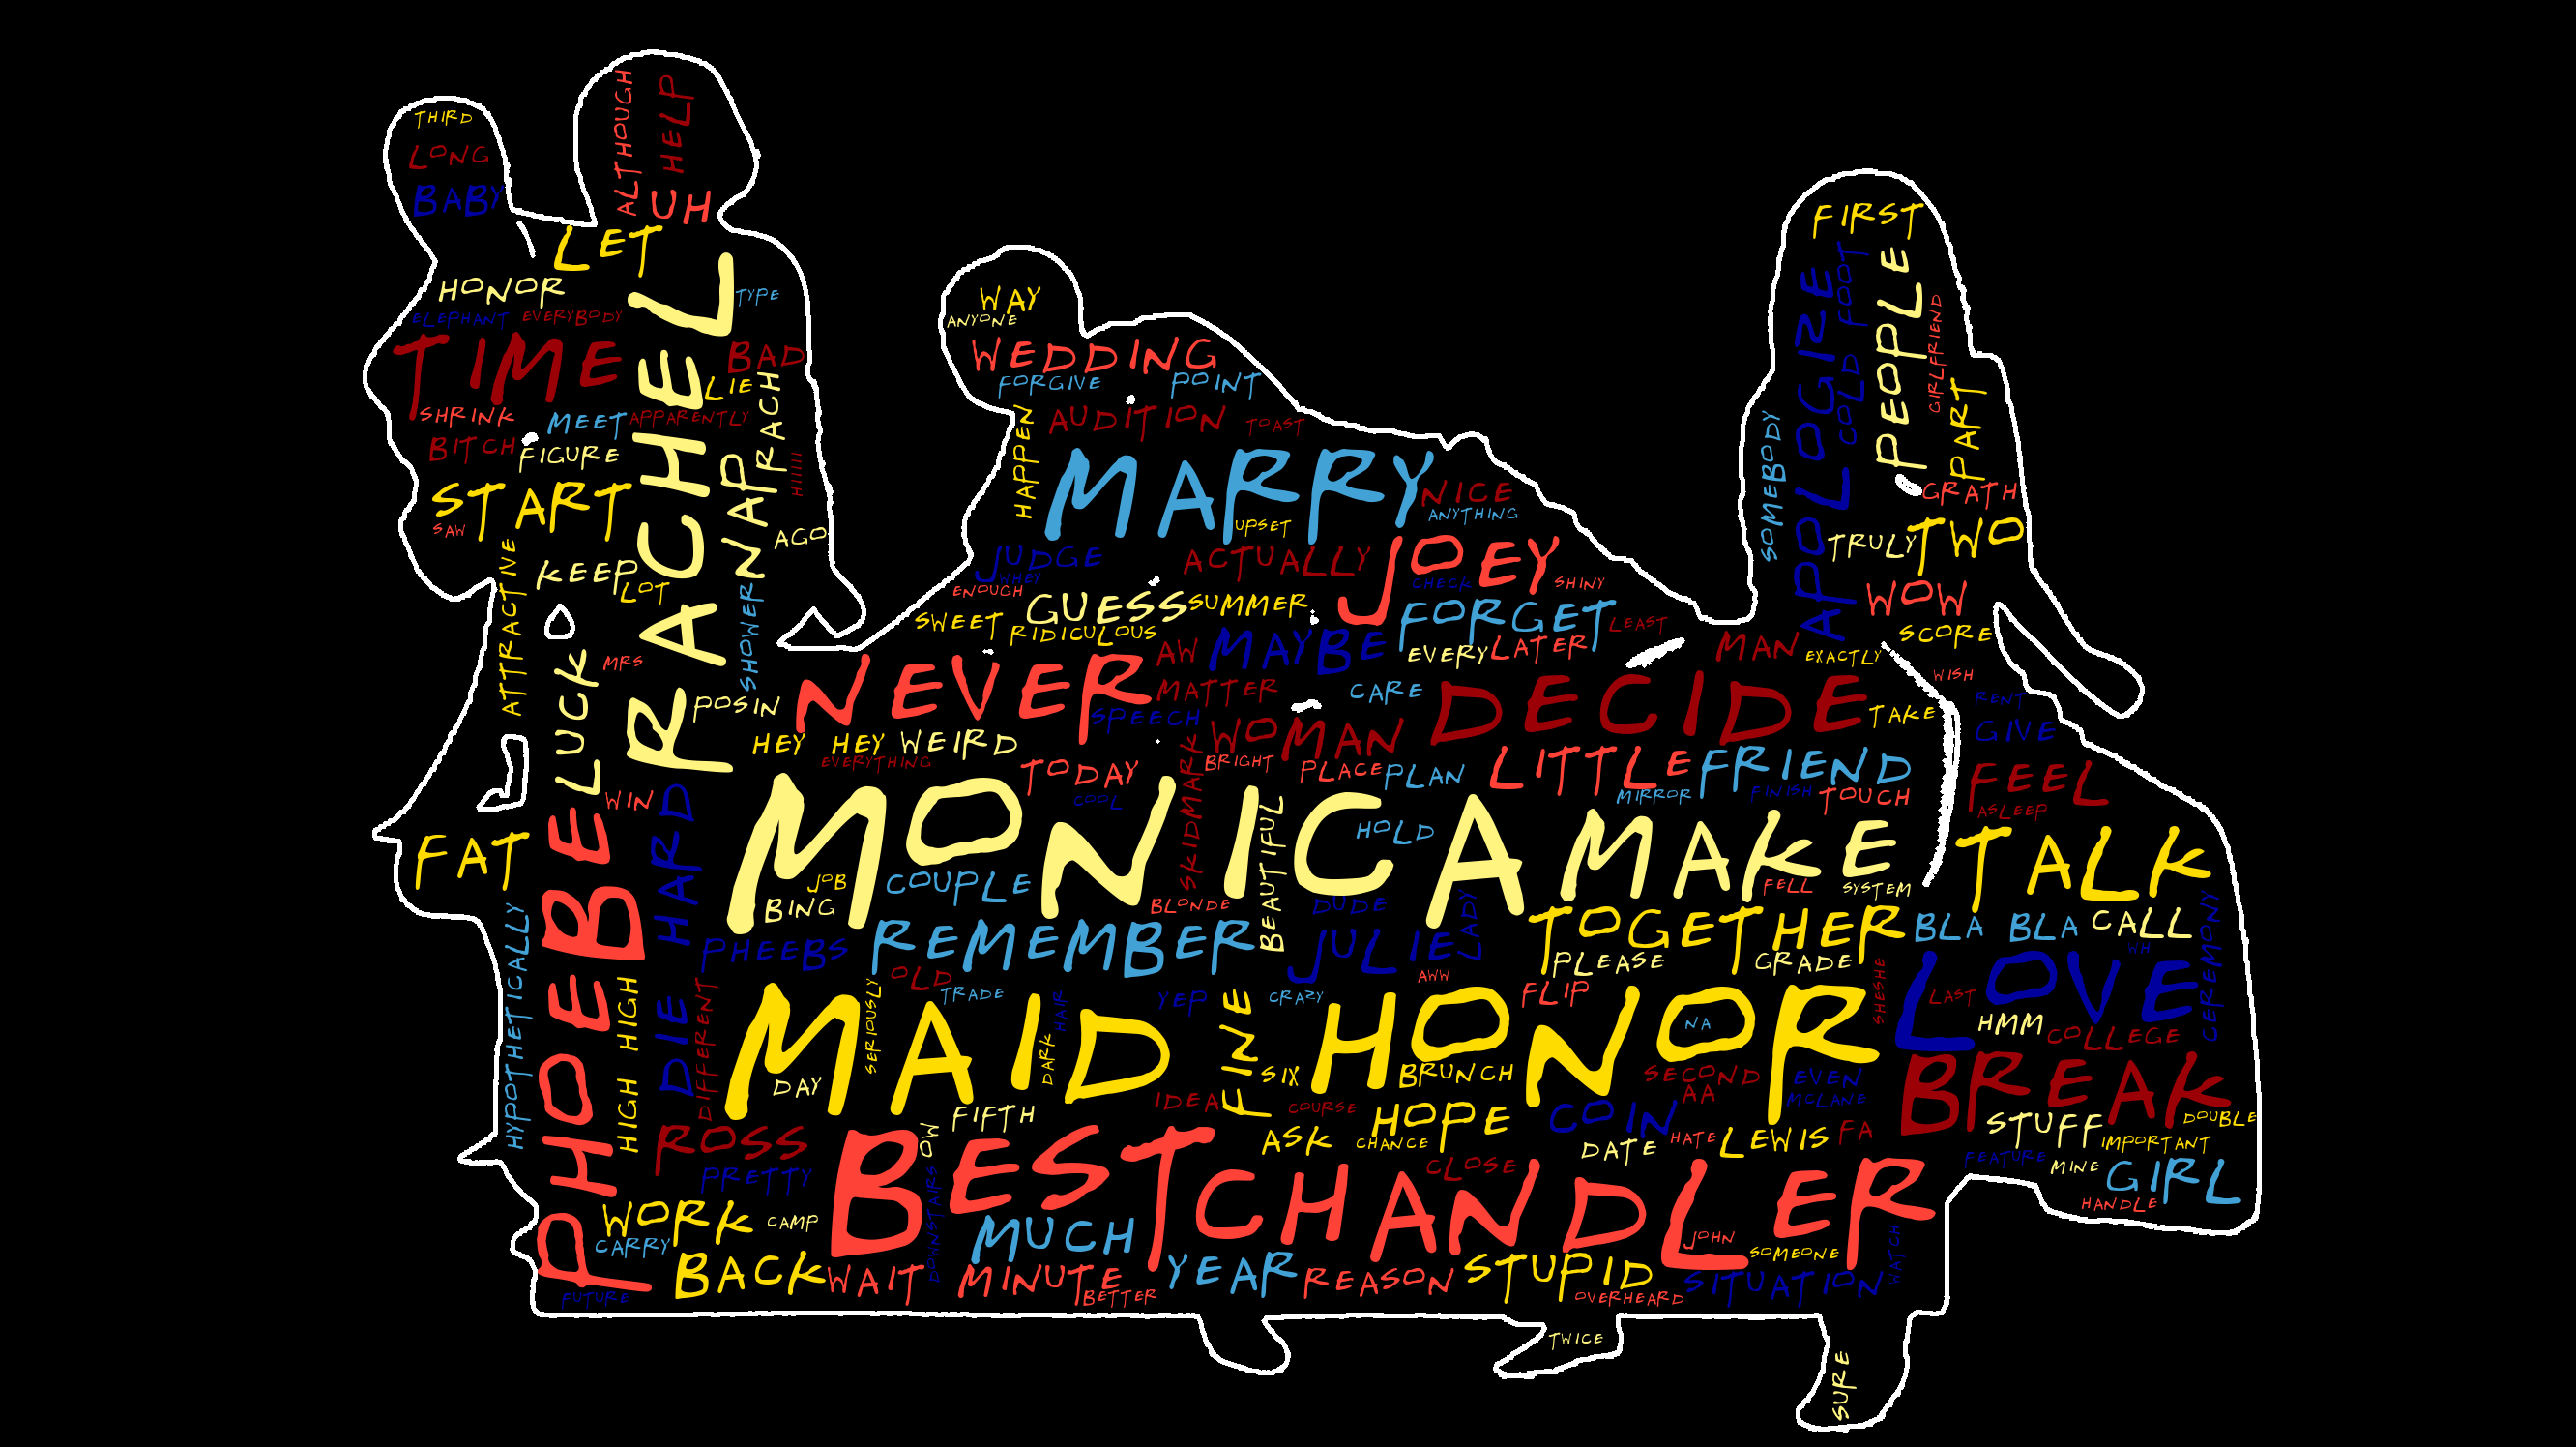 THIRD
LONG
BABY
ALTHOUGH
HELP
UH
LET
HONOR
ELEPHANT
EVERYBODY
TIME
SHRINK
MEET
APPARENTLY
BITCH
FIGURE
START
SAW
KEEP
LOT
ATTRACTIVE
RACHEL
TYPE
BAD
LIE
RACH
NAP
HIIII
AGO
SHOWER
MRS
LUCK
POSIN
WAY
ANYONE
WEDDING
FORGIVE
POINT
AUDITION
TOAST
HAPPEN
MARRY
NICE
ANYTHING
UPSET
JUDGE
WHEY
ACTUALLY
JOEY
CHECK
SHINY
ENOUGH
GUESS
SUMMER
FORGET
LEAST
SWEET
RIDICULOUS
AW
MAYBE
EVERY
LATER
FIRST
APOLOGIZE
COLD FOOT
PEOPLE
GIRLFRIEND
PART
SOMEBODY
GRATH
TRULY
TWO
WOW
SCORE
MAN
EXACTLY
WISH
RENT
GIVE
NEVER
MATTER
CARE
DECIDE
TAKE
SPEECH
HEY HEY
WEIRD
WOMAN
EVERYTHING
TODAY
BRIGHT
PLACE
PLAN
LITTLE
FRIEND
FEEL
WIN
COOL
SKIDMARK
MIRROR
FINISH
TOUCH
ASLEEP
FAT
PHOEBE
DIE HARD
MONICA
HOLD
MAKE
TALK
JOB
BING
COUPLE
BLONDE
BEAUTIFUL
DUDE
LADY
FELL
SYSTEM
PHEEBS
REMEMBER
JULIE
TOGETHER
BLA BLA
CALL
WH
CEREMONY
PLEASE
GRADE
HYPOTHETICALLY
HIGH HIGH
DIFFERENT
SERIOUSLY
OLD
TRADE
HAIR
YEP
CRAZY
AWW
FLIP
SHESHE
LOVE
LAST
MAID
DAY
DARK
FINE
HONOR
NA
HMM
COLLEGE
SIX
BRUNCH
SECOND
AA
EVEN
MCLANE
BREAK
IDEA
COURSE
FIFTH
HOPE
COIN
STUFF
DOUBLE
ROSS
OW
ASK
CHANCE
DATE
HATE
LEWIS
FA
IMPORTANT
PRETTY
BEST
CLOSE
FEATURE
MINE
GIRL
HANDLE
WORK
CAMP
DOWNSTAIRS
MUCH
CHANDLER
JOHN
SOMEONE
WATCH
CARRY
BACK
WAIT
MINUTE
BETTER
YEAR
REASON
STUPID
OVERHEARD
SITUATION
FUTURE
TWICE
SURE